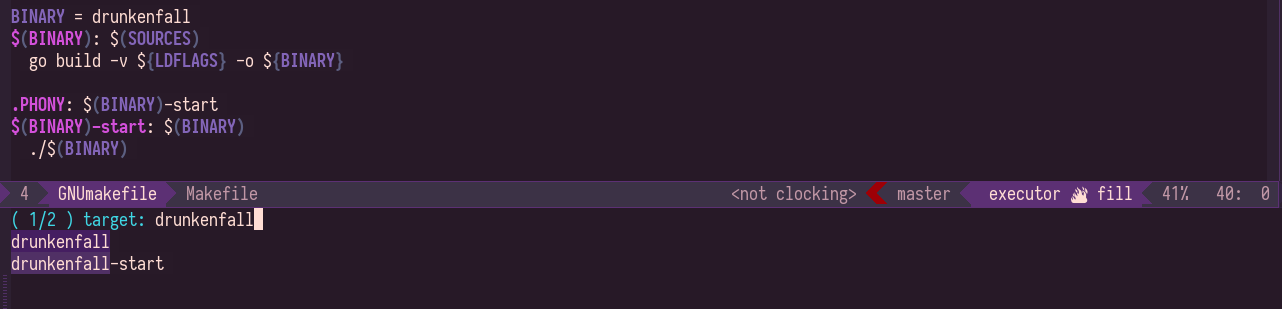 BINARY = drunkenfall
$(BINARY): $(SOURCES)
go build -v ${LDFLAGS} -o ${BINARY}
.PHONY: $(BINARY)-start
$(BINARY)-start: $(BINARY)
./$(BINARY)
4 GNUmakefile Makefile <not clocking> master executor fill 41% 40: 0
( 1/2 ) target: drunkenfall
drunkenfall
drunkenfall-start